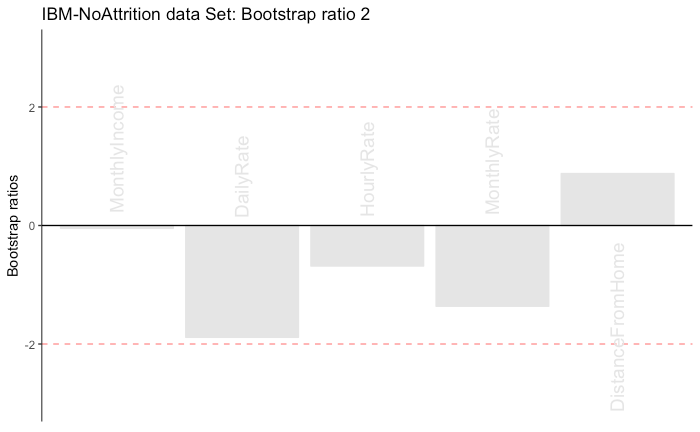 IBM-NoAttrition data Set: Bootstrap ratio 2
Bootstrap ratios
2
0
-2
MonthlyIncome
DailyRate
HourlyRate
MonthlyRate
DistanceFromHome